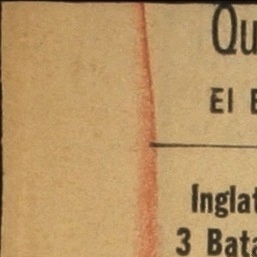 Qu
El E
Inglat
3 Bata